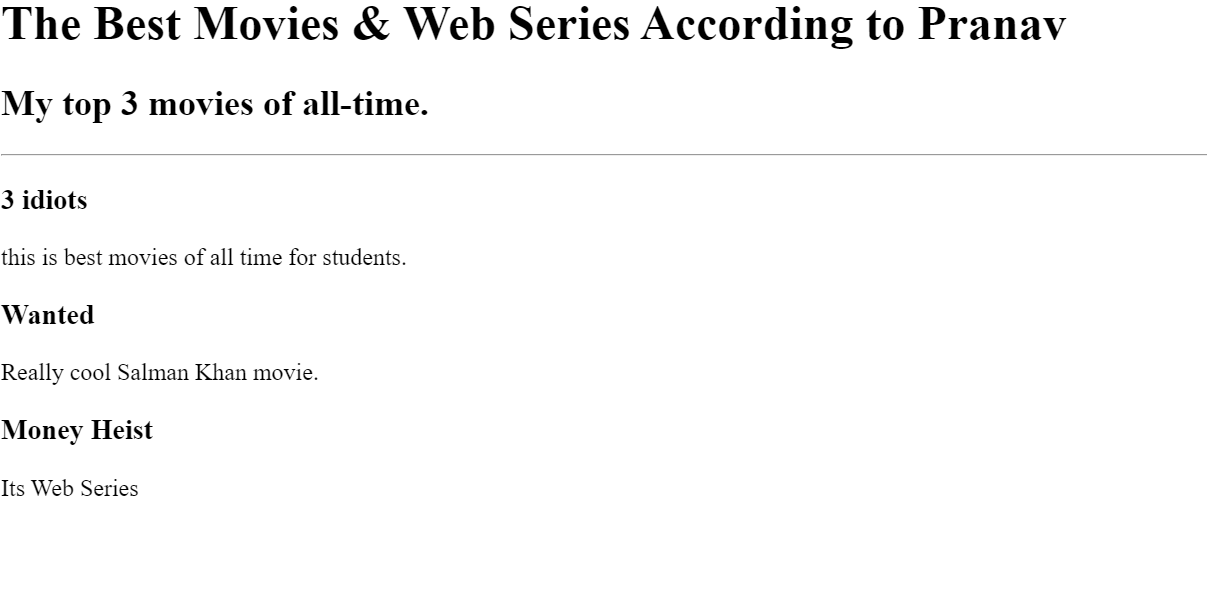 The Best Movies & Web Series According to Pranav
My top 3 movies of all-time.
3 idiots
this is best movies of all time for students.
Wanted
Really cool Salman Khan movie.
Money Heist
Its Web Series